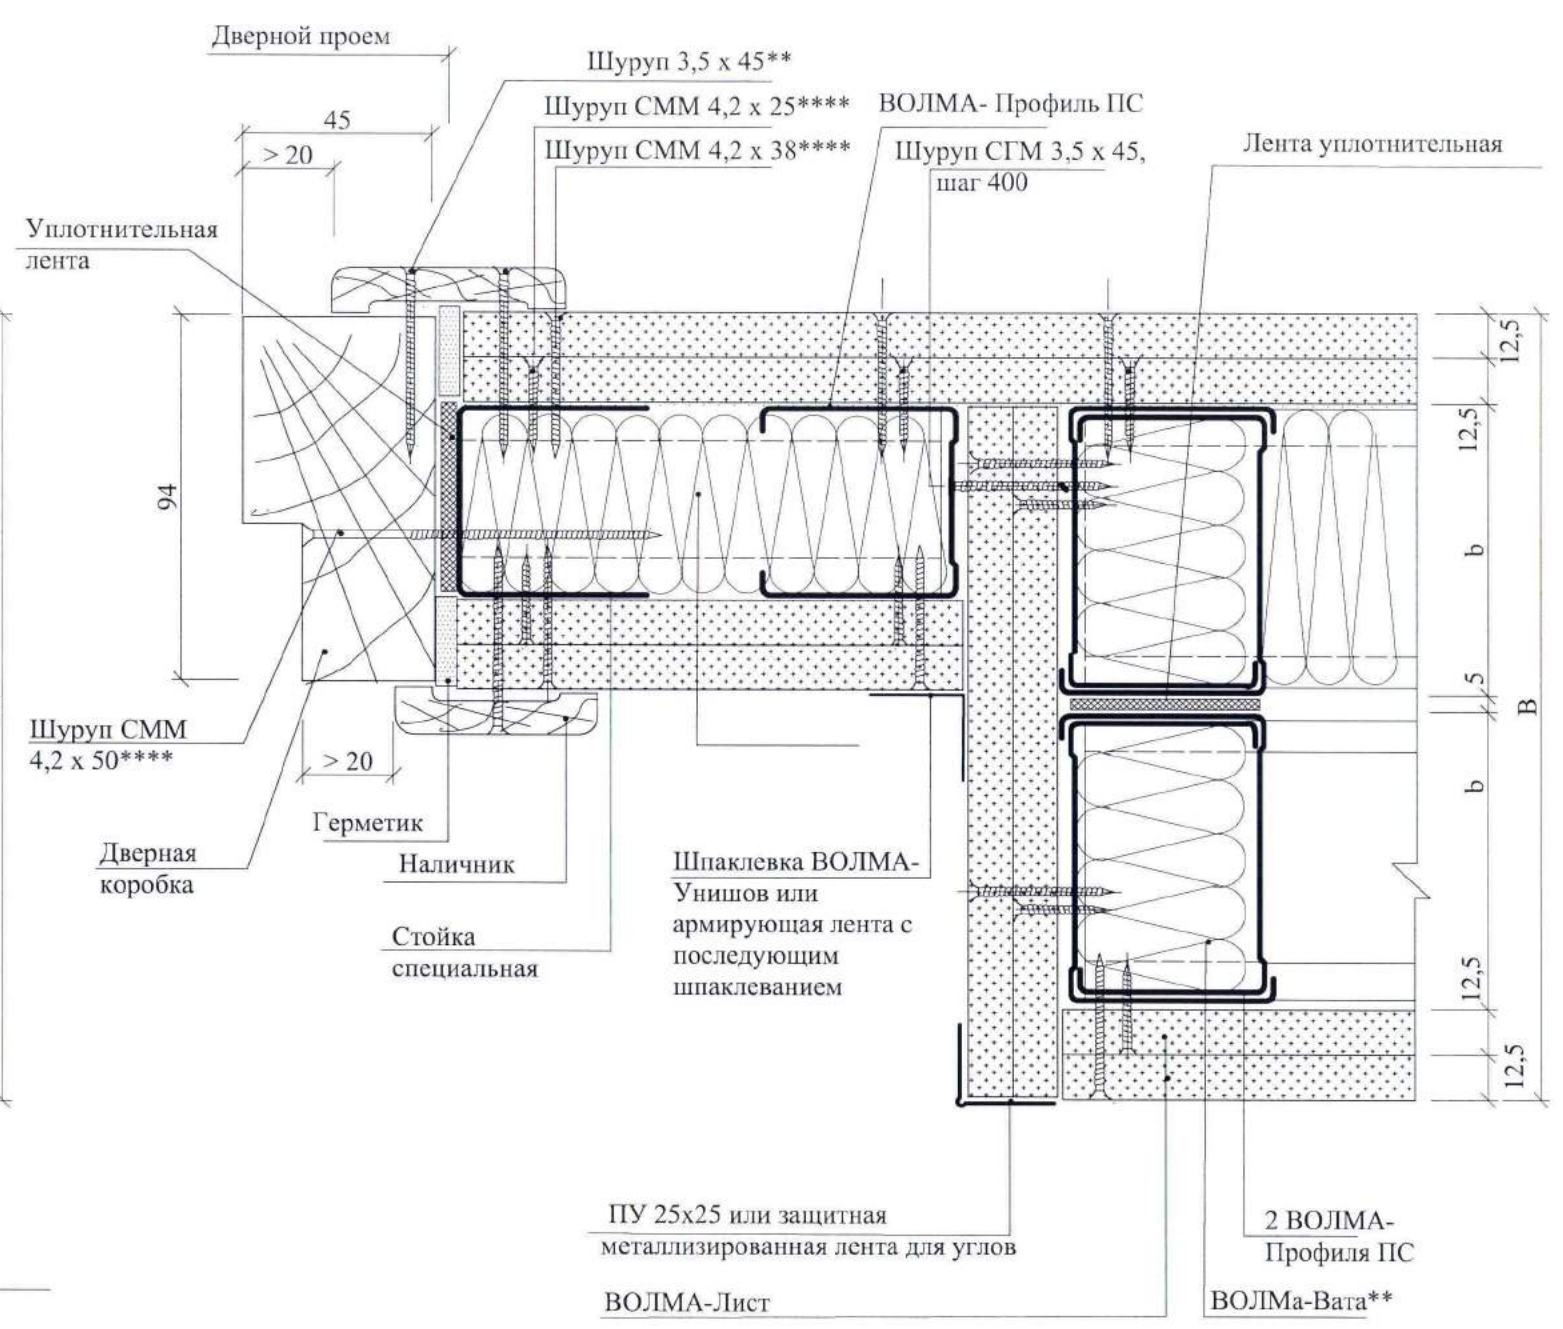 Дверной проем
Шуруп 3,5 х 45**
Шуруп СММ 4,2 х 25****
Шуруп СММ 4,2 х 38****
ВОЛМА- Профиль ПС
Шуруп СГМ 3,5 х 45,
шаг 400
Лента уплотнительная
45
> 20
Уплотнительная
лента
94
12,5
12,5
b
5
B
b
12,5
12,5
Шуруп СММ
4,2 х 50****
> 20
Дверная
коробка
Герметик
Наличник
Стойка
специальная
Шпаклевка ВОЛМА-
Унишов или
армирующая лента с
последующим
шпаклеванием
ПУ 25х25 или защитная
металлизированная лента для углов
ВОЛМА-Лист
2 ВОЛМА-
Профиля ПС
ВОЛМа-Вата**